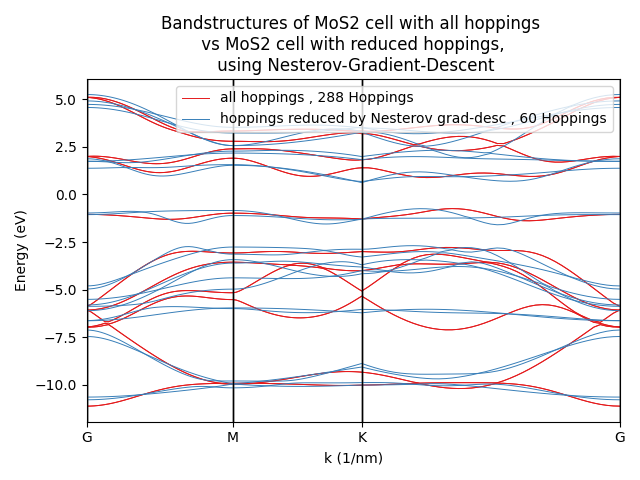 Bandstructures of MoS2 cell with all hoppings
vs MoS2 cell with reduced hoppings,
using Nesterov-Gradient-Descent
all hoppings , 288 Hoppings
hoppings reduced by Nesterov grad-desc , 60 Hoppings
Energy (eV)
5.0
2.5
0.0
−2.5
−5.0
−7.5
−10.0
G M K G
k (1/nm)